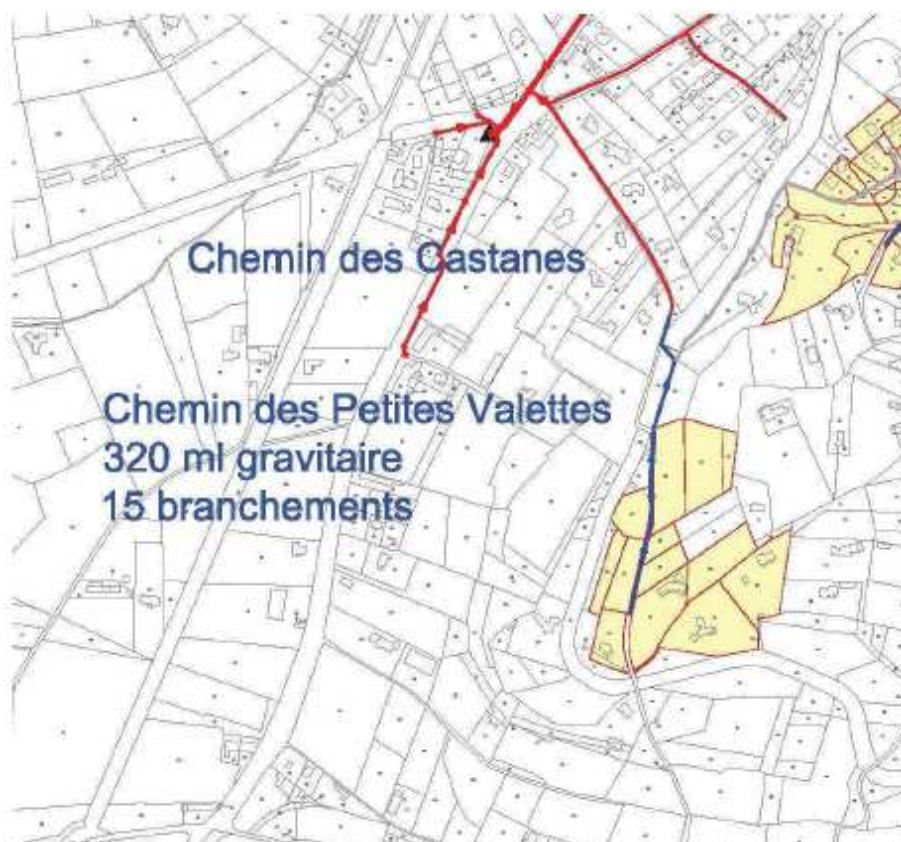 Chemin des Castanes
Chemin des Petites Valettes
320 ml gravitaire
15 branchements